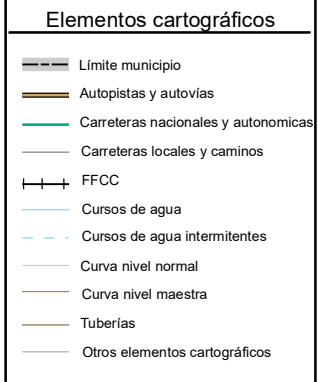 Elementos cartográficos
Límite municipio
Autopistas y autovías
Carreteras nacionales y autonomicas
Carreteras locales y caminos
FFCC
Cursos de agua
Cursos de agua intermitentes
Curva nivel normal
Curva nivel maestra
Tuberías
Otros elementos cartográficos